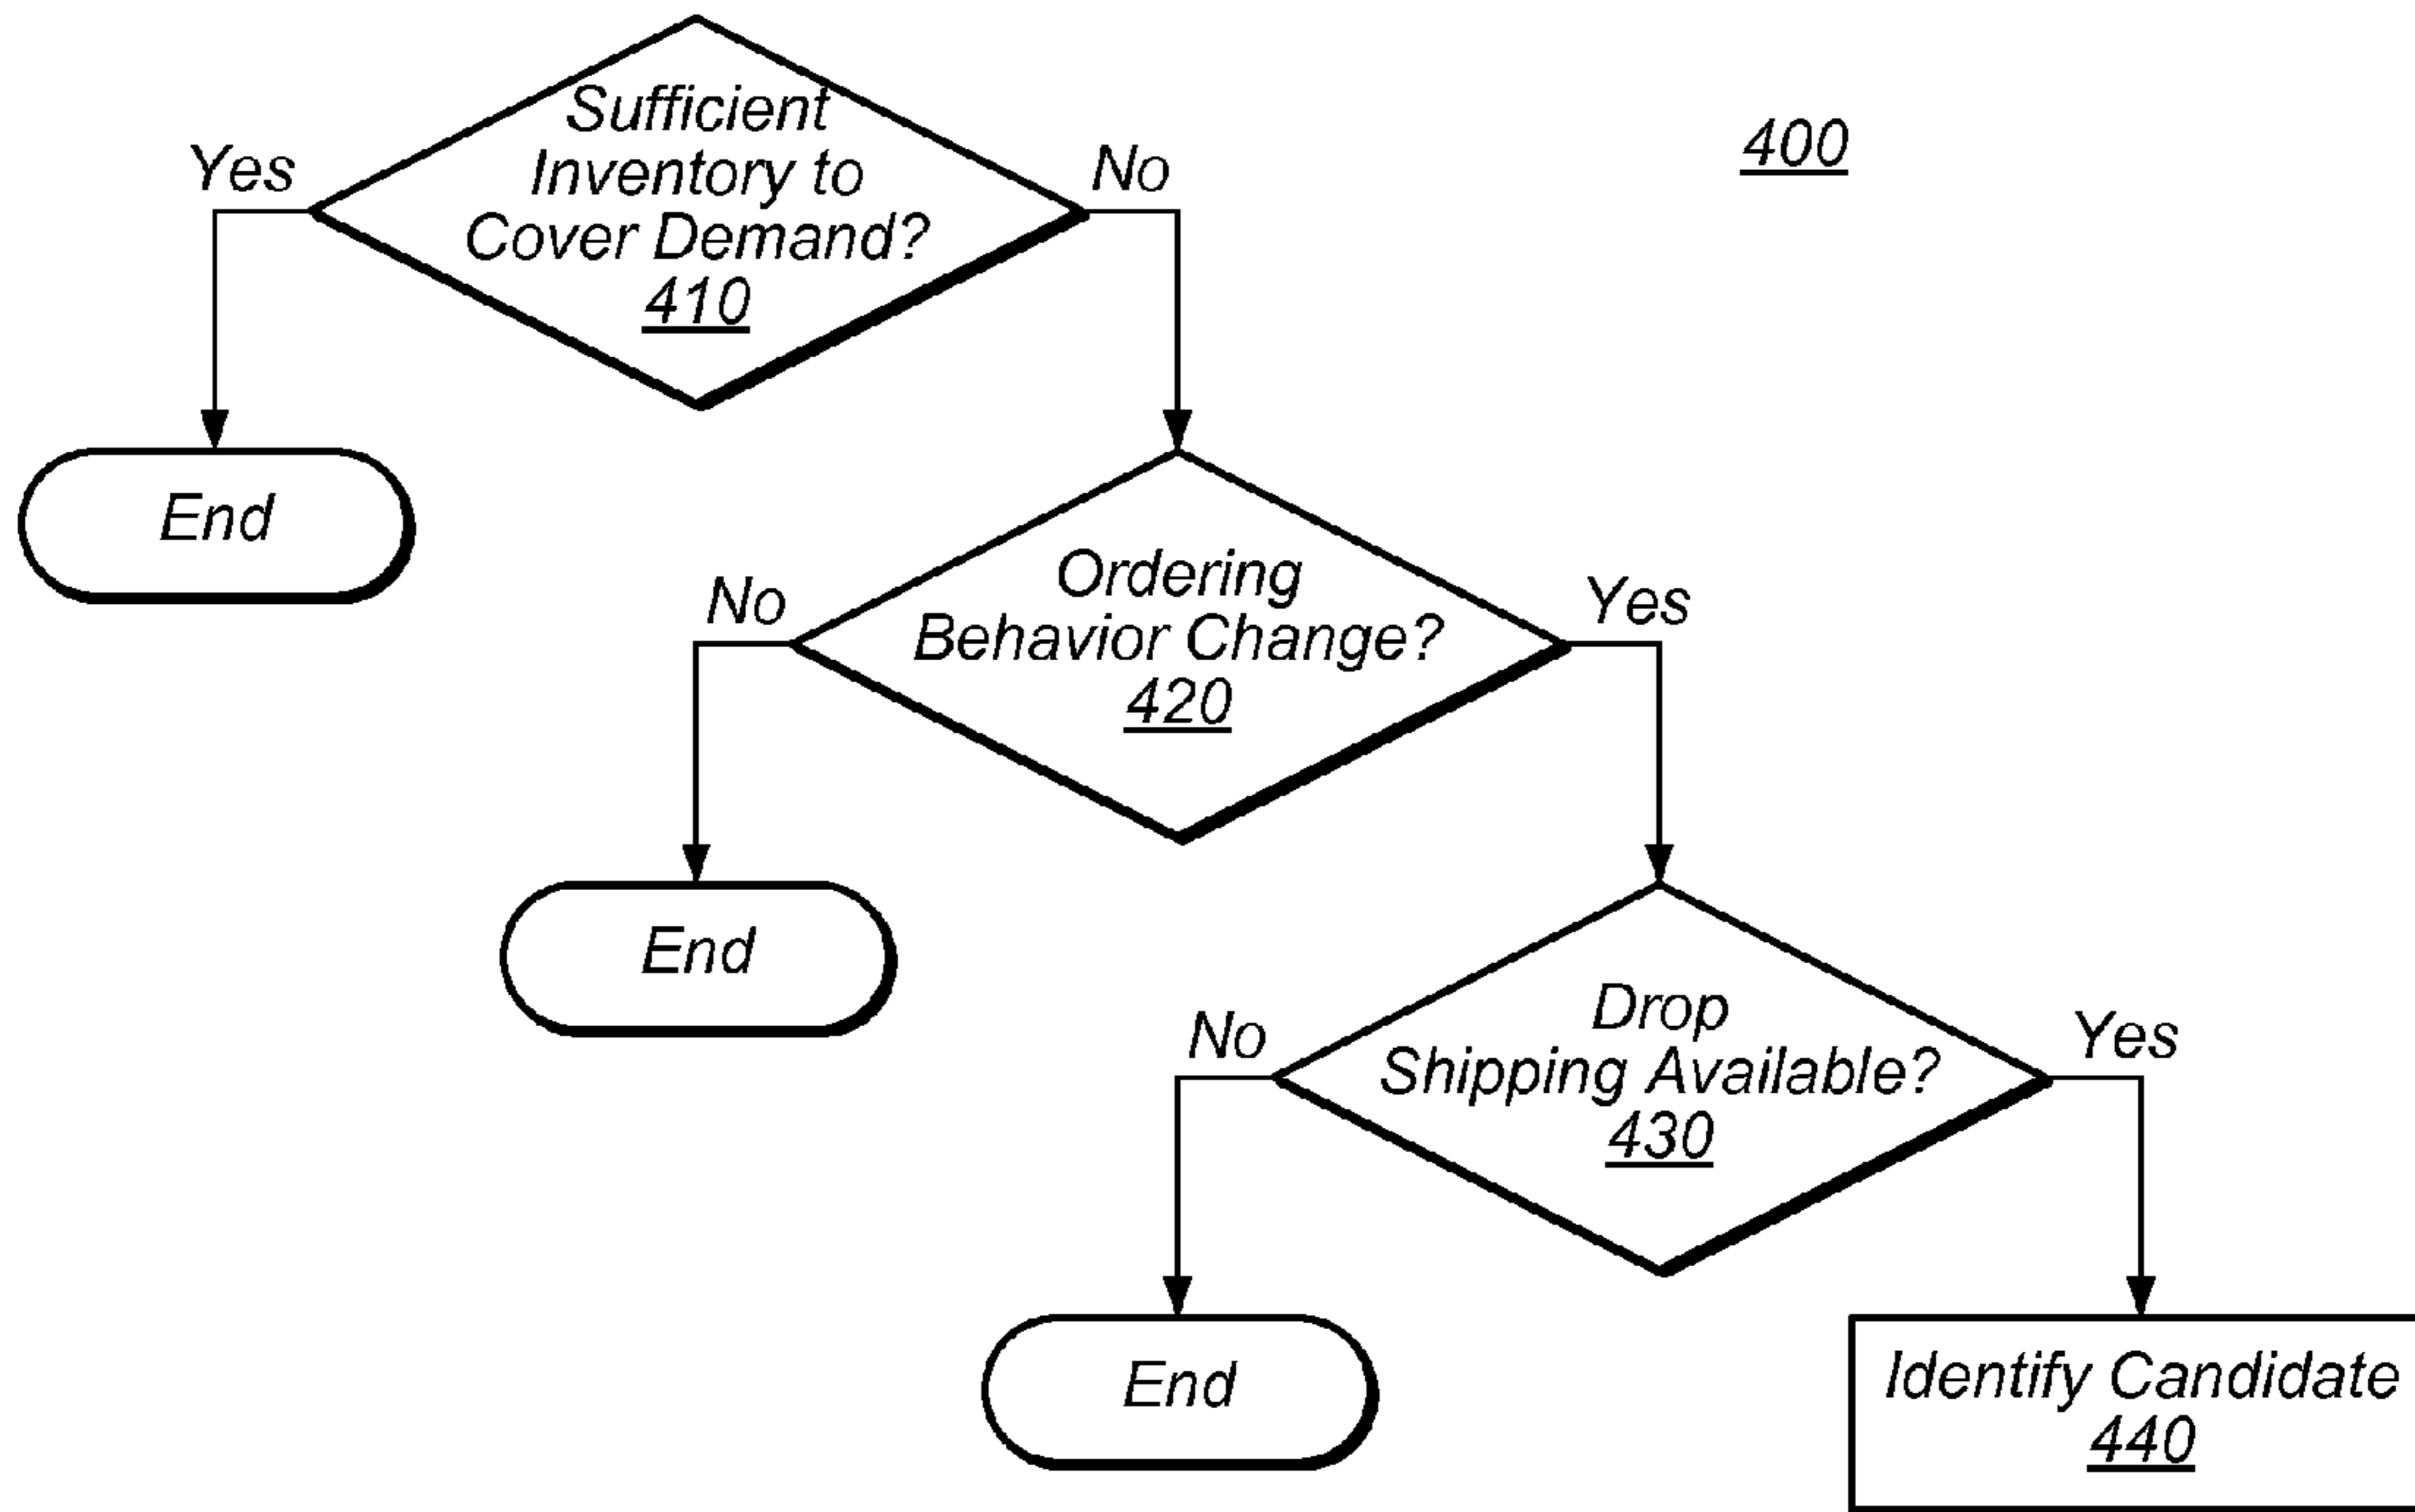 400
Sufficient
Inventory to
Cover Demand?
410
Yes
No
End
Ordering
Behavior Change?
420
No
Yes
End
Drop
Shipping Available?
430
No
Yes
End
Identify Candidate
440